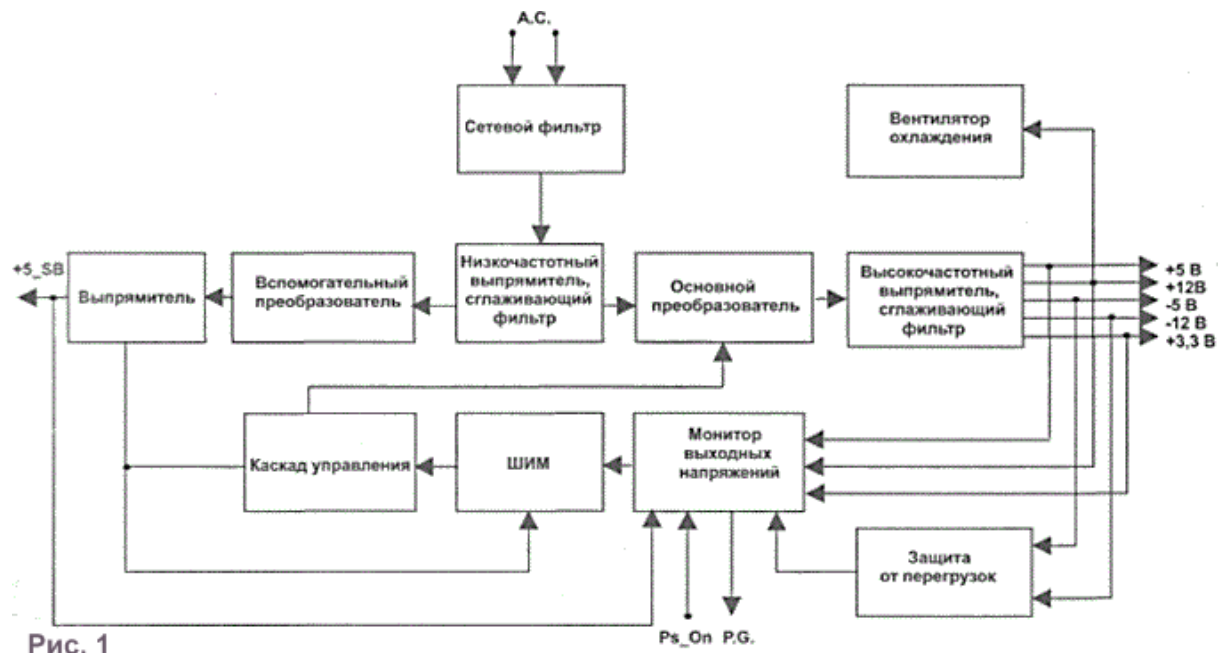 A.C.
Сетевой фильтр
Вентилятор
охлаждения
+5_SB
Выпрямитель
Вспомогательный
преобразователь
Низкочастотный
выпрямитель,
сглаживающий
фильтр
Основной
преобразователь
Высокочастотный
выпрямитель,
сглаживающий
фильтр
+5 В
+12В
-5 В
-12 В
+3,3 В
Каскад управления
ШИМ
Монитор
выходных
напряжений
Защита
от перегрузок
Ps_On P.G.
Рис. 1